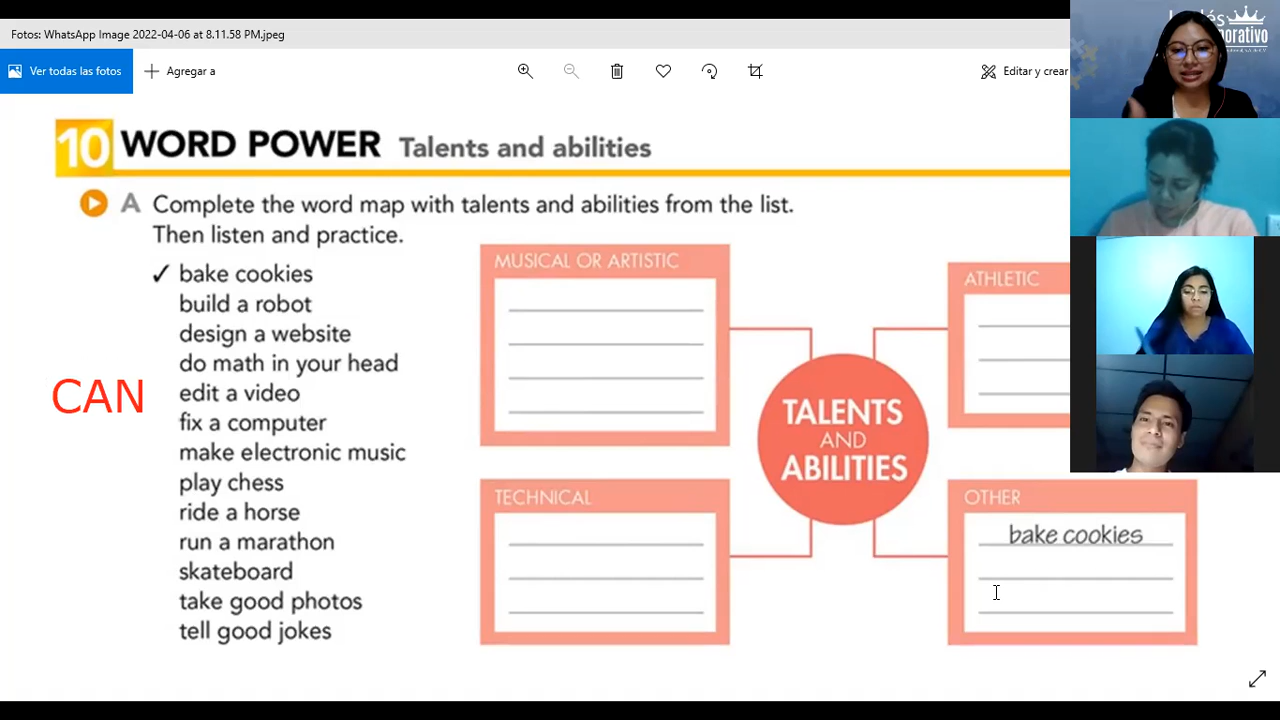 Fotos: WhatsApp Image 2022-04-06 at 8.11.58 PM.jpeg
Ver todas las fotos
Agregar a
Editar y crear
10 WORD POWER Talents and abilities
A Complete the word map with talents and abilities from the list.
Then listen and practice.
✓ bake cookies
build a robot
design a website
do math in your head
edit a video
fix a computer
make electronic music
play chess
ride a horse
run a marathon
skateboard
take good photos
tell good jokes
CAN
MUSICAL OR ARTISTIC
ATHLETIC
TALENTS
AND
ABILITIES
TECHNICAL
OTHER
bake cookies